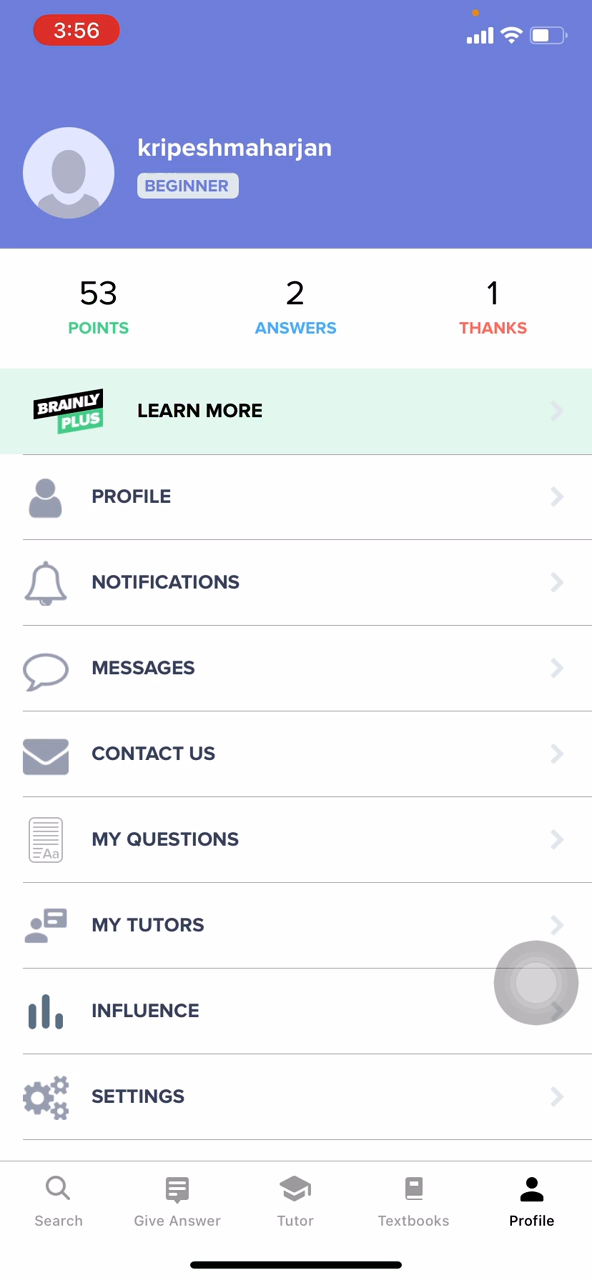 3:56
kripeshmaharjan
BEGINNER
53 2 1
POINTS ANSWERS THANKS
BRAINLY
PLUS
LEARN MORE
PROFILE
NOTIFICATIONS
MESSAGES
CONTACT US
Aa
MY QUESTIONS
MY TUTORS
INFLUENCE
SETTINGS
Search Give Answer Tutor Textbooks Profile